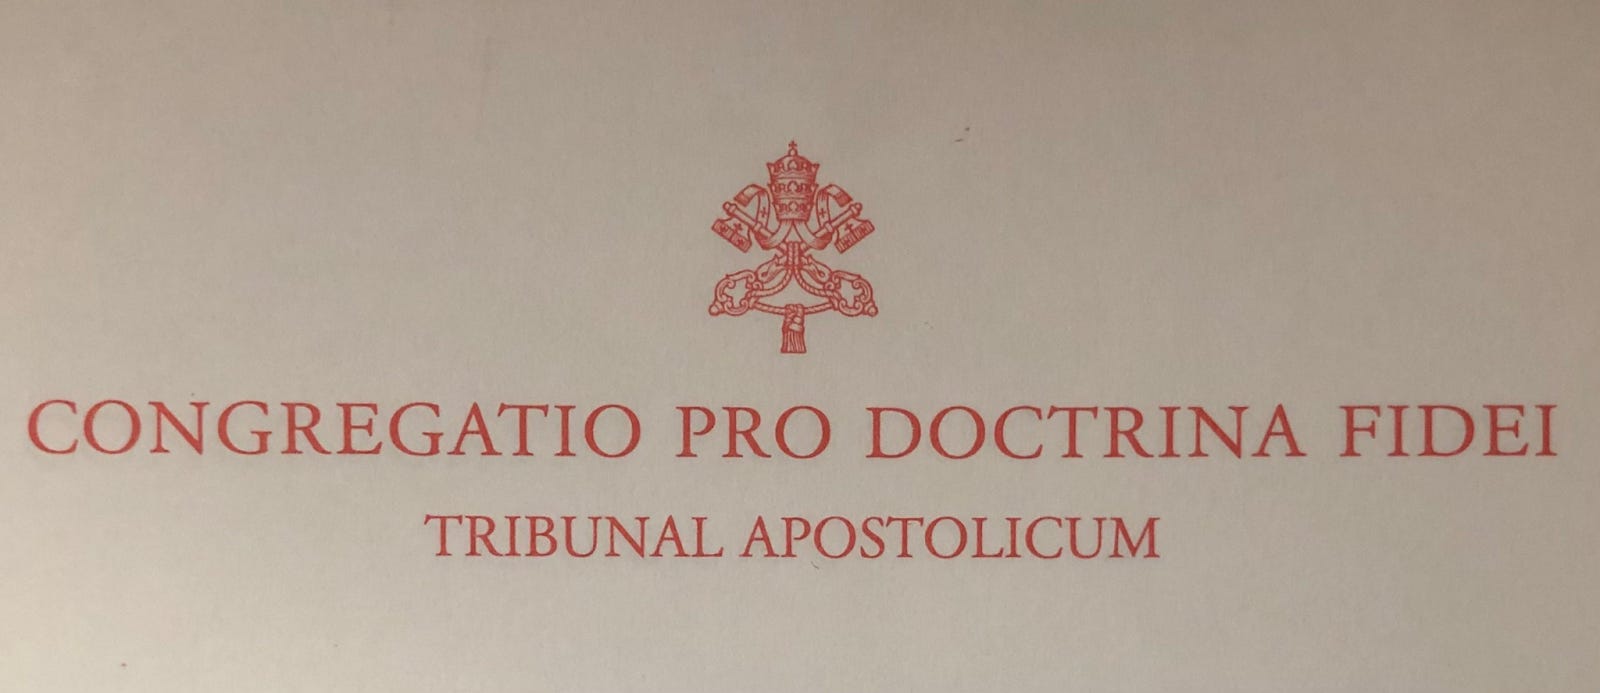 CONGREGATIO PRO DOCTRINA FIDEI
TRIBUNAL APOSTOLICUM